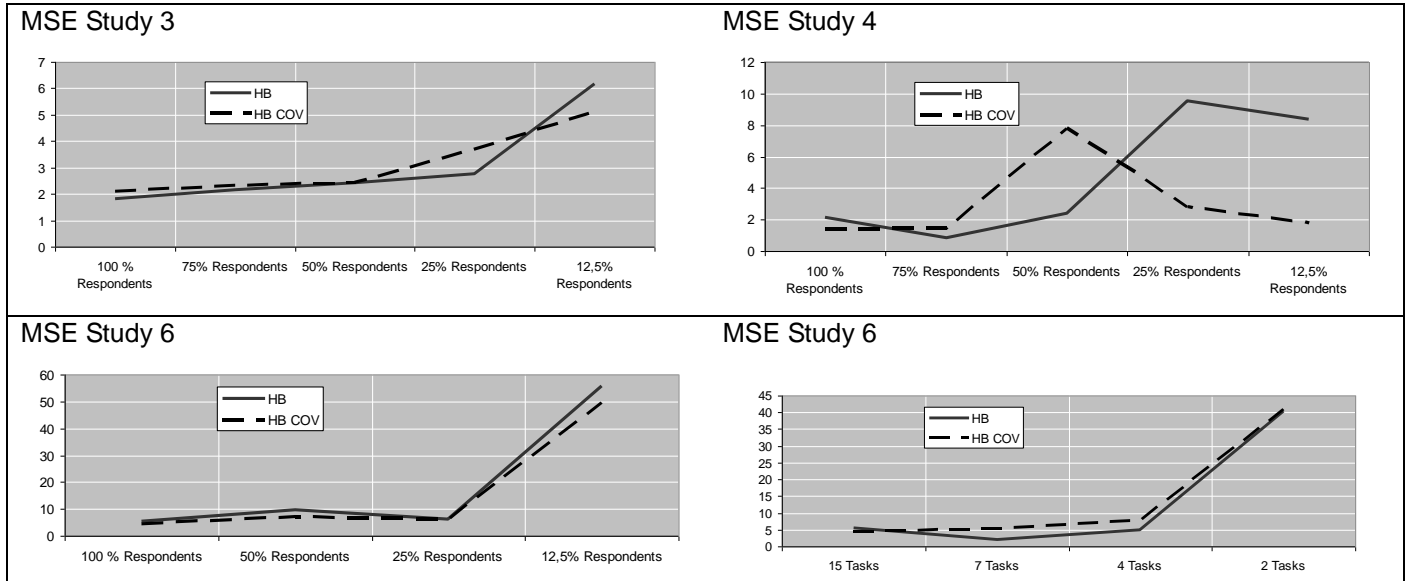 MSE Study 3
7
6
5
4
3
2
1
0
HB
HB COV
100 %
Respondents
75% Respondents
50% Respondents
25% Respondents
12,5%
Respondents
MSE Study 4
12
10
8
6
4
2
0
HB
HB COV
100 %
Respondents
75% Respondents
50% Respondents
25% Respondents
12,5%
Respondents
MSE Study 6
60
50
40
30
20
10
0
HB
HB COV
100 % Respondents
50% Respondents
25% Respondents
12,5% Respondents
MSE Study 6
45
40
35
30
25
20
15
10
5
0
HB
HB COV
15 Tasks
7 Tasks
4 Tasks
2 Tasks